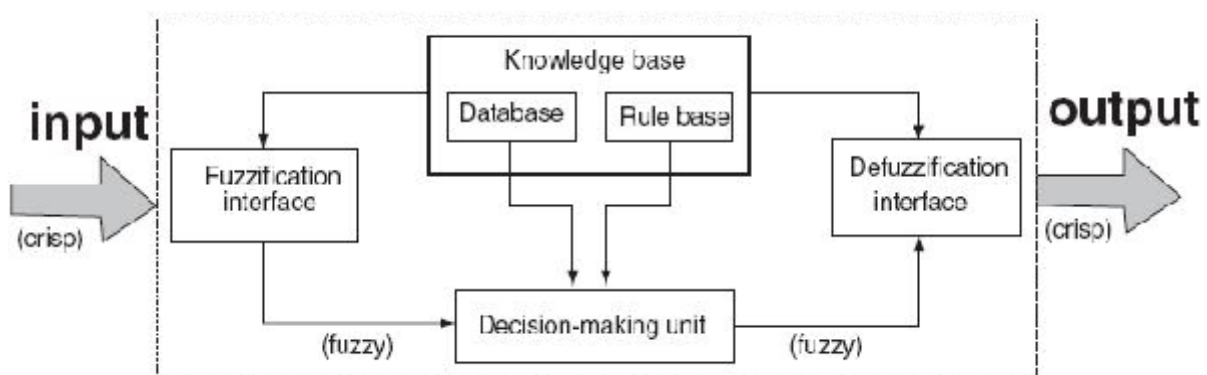 Knowledge base
Database
Rule base
input
output
Fuzzification
interface
Defuzzification
interface
(crisp)
(crisp)
Decision-making unit
(fuzzy)
(fuzzy)